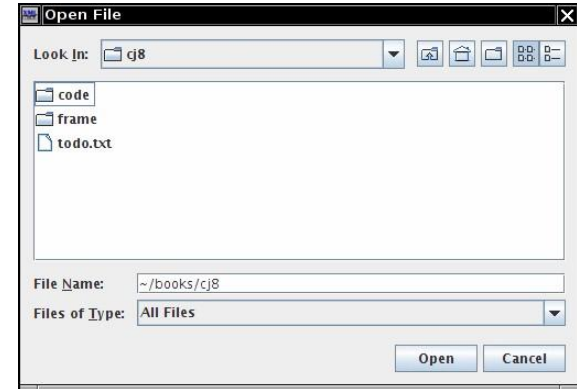 Open File
Look In: cj8
code
frame
todo.txt
File Name: ~/books/cj8
Files of Type: All Files
Open Cancel